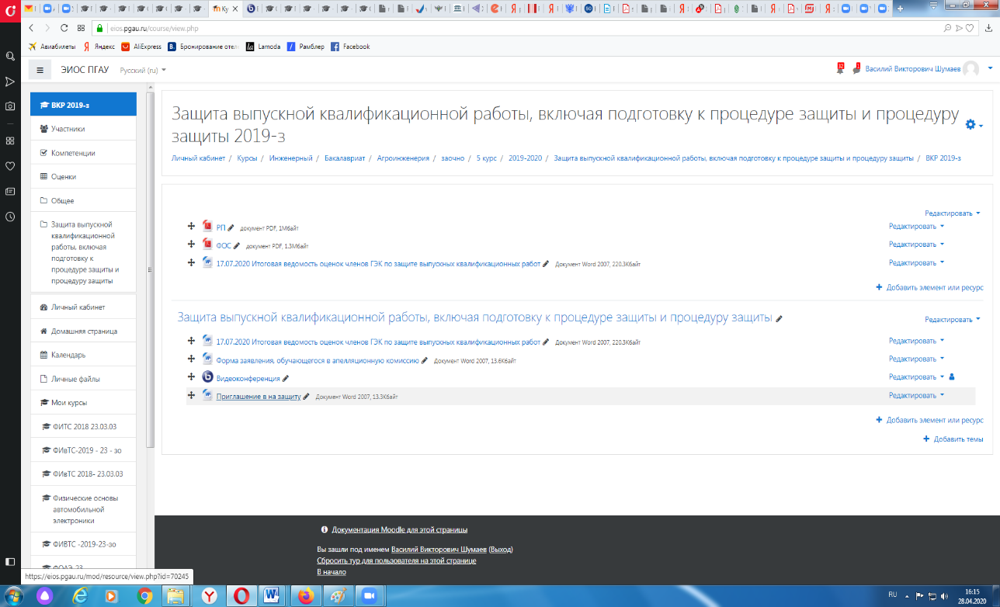 eios.pgau.ru/course/view.php
Авиабилеты Яндекс AliExpress Бронирование отел Lamoda Рамблер Facebook
ЭИОС ПГАУ Русский (ru) 32 1 Василий Викторович Шумаев
ВКР 2019-з
Участники
Компетенции
Оценки
Общее
Защита выпускной
квалификационной
работы, включая
подготовку к
процедуре защиты и
процедуру защиты
Личный кабинет
Домашняя страница
Календарь
Личные файлы
Мои курсы
ФИТС 2018 23.03.03
ФИвТС-2019 - 23 - зо
ФИвТС 2018- 23.03.03
Физические основы
автомобильной
электроники
ФИВТС -2019-23-зо
Защита выпускной квалификационной работы, включая подготовку к процедуре защиты и процедуру
защиты 2019-з
Личный кабинет / Курсы / Инженерный / Бакалавриат / Агроинженерия / заочно / 5 курс / 2019-2020 / Защита выпускной квалификационной работы, включая подготовку к процедуре защиты и процедуру защиты / ВКР 2019-з
Редактировать
РП документ PDF, 1Мбайт Редактировать
ФОС документ PDF, 1.3Мбайт Редактировать
17.07.2020 Итоговая ведомость оценок членов ГЭК по защите выпускных квалификационных работ Документ Word 2007, 220.3Кбайт Редактировать
+ Добавить элемент или ресурс
Защита выпускной квалификационной работы, включая подготовку к процедуре защиты и процедуру защиты Редактировать
17.07.2020 Итоговая ведомость оценок членов ГЭК по защите выпускных квалификационных работ Документ Word 2007, 220.3Кбайт Редактировать
Форма заявления, обучающегося в апелляционную комиссию Документ Word 2007, 13.6Кбайт Редактировать
Видеоконференция Редактировать
Приглашение в на защиту Документ Word 2007, 13.3Кбайт Редактировать
+ Добавить элемент или ресурс
+ Добавить темы
Документация Moodle для этой страницы
Вы зашли под именем Василий Викторович Шумаев (Выход)
Сбросить тур для пользователя на этой странице
В начало
https://eios.pgau.ru/mod/resource/view.php?id=70245
RU 16:15
28.04.2020